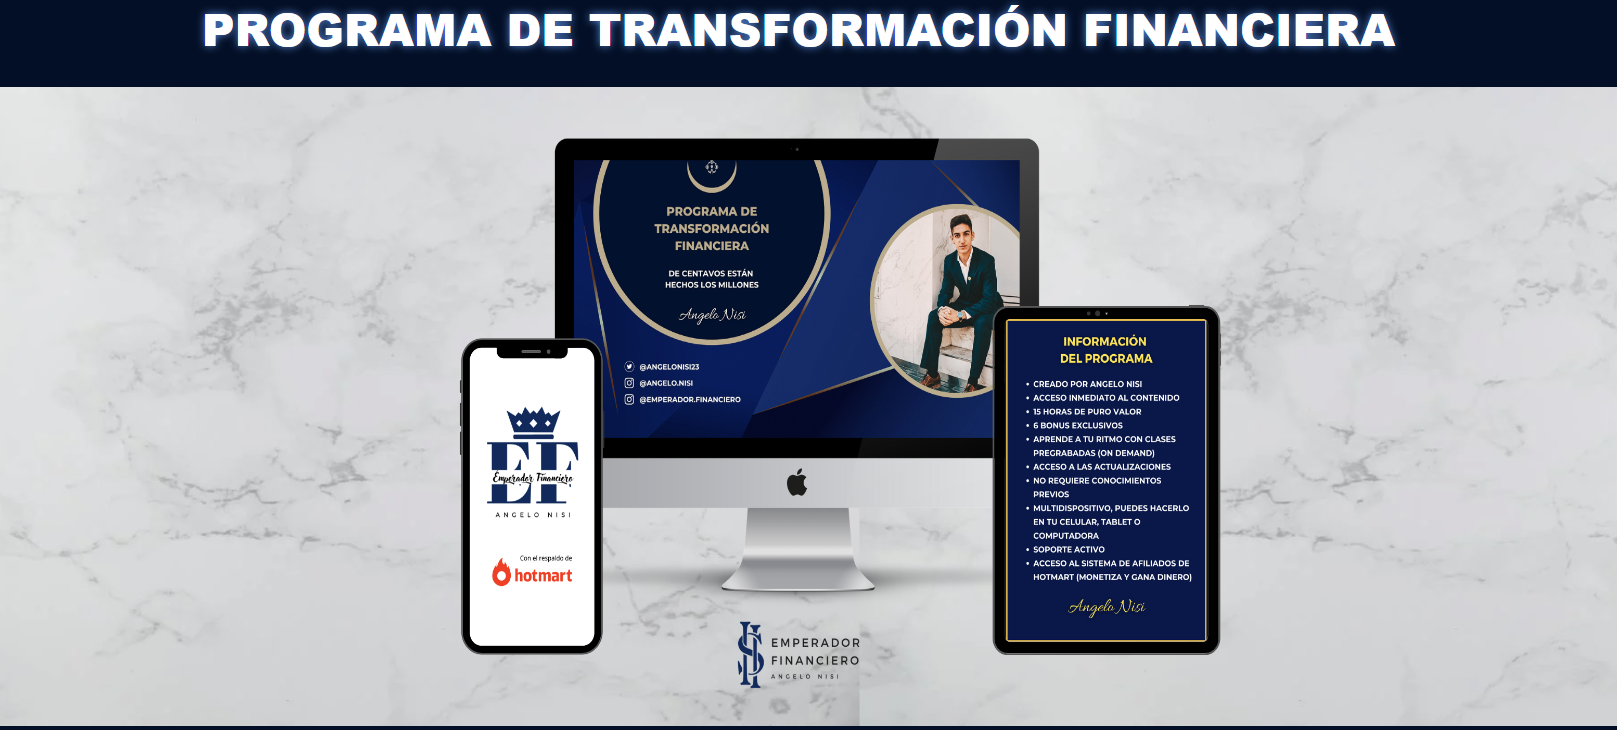 PROGRAMA DE TRANSFORMACIÓN FINANCIERA
PROGRAMA DE
TRANSFORMACIÓN
FINANCIERA
DE CENTAVOS ESTÁN
HECHOS LOS MILLONES
Angelo Nisi
@ANGELONISI23
@ANGELO.NISI
@EMPERADOR.FINANCIERO
EF
Emperador Financiero
ANGELO NISI
Con el respaldo de
hotmart
INFORMACIÓN
DEL PROGRAMA
• CREADO POR ANGELO NISI
• ACCESO INMEDIATO AL CONTENIDO
• 15 HORAS DE PURO VALOR
• 6 BONUS EXCLUSIVOS
• APRENDE A TU RITMO CON CLASES
PREGRABADAS (ON DEMAND)
• ACCESO A LAS ACTUALIZACIONES
• NO REQUIERE CONOCIMIENTOS
PREVIOS
• MULTIDISPOSITIVO, PUEDES HACERLO
EN TU CELULAR, TABLET O
COMPUTADORA
• SOPORTE ACTIVO
• ACCESO AL SISTEMA DE AFILIADOS DE
HOTMART (MONETIZA Y GANA DINERO)
Angelo Nisi
EMPERADOR
FINANCIERO
ANGELO NISI